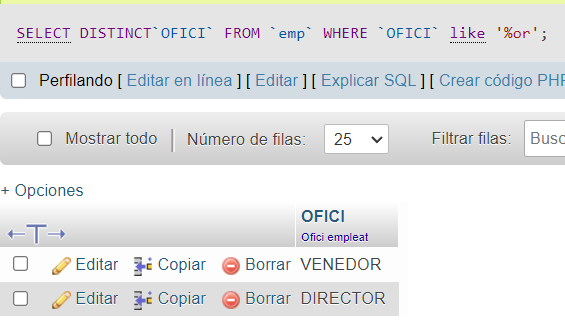 SELECT DISTINCT`OFICI` FROM `emp` WHERE `OFICI` like '%or';
Perfilando [ Editar en línea ] [ Editar ] [ Explicar SQL ] [ Crear código PHP
Mostrar todo | Número de filas: 25 Filtrar filas: Busc
+ Opciones
←T→ OFICI
Ofici empleat
Editar Copiar Borrar VENEDOR
Editar Copiar Borrar DIRECTOR